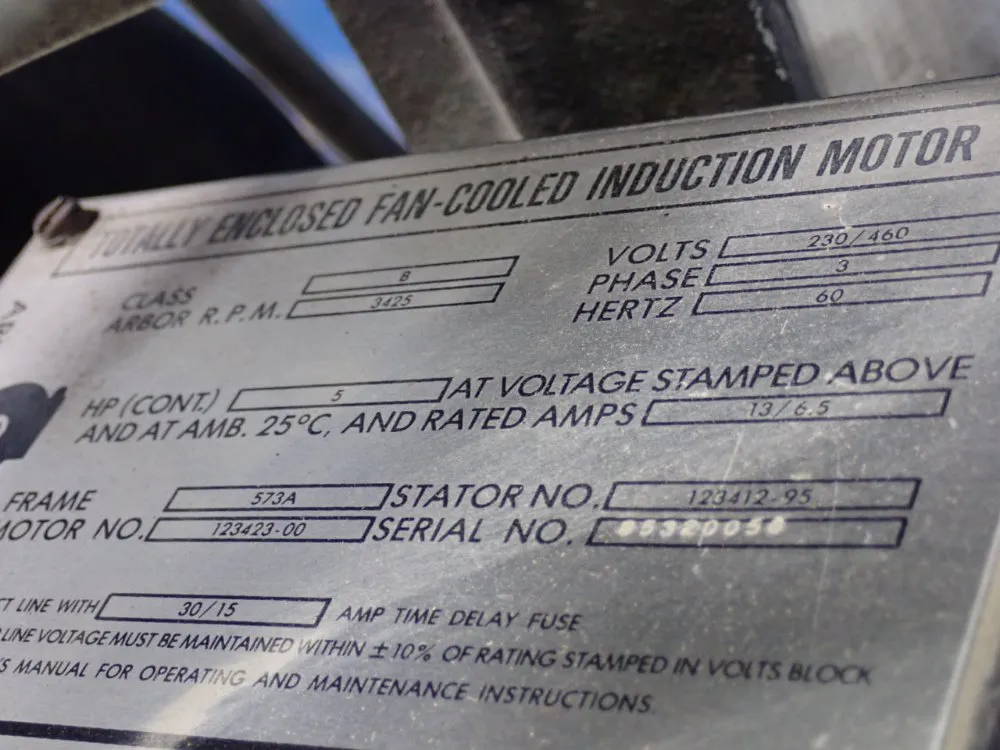 TOTALLY ENCLOSED FAN-COOLED INDUCTION MOTOR
CLASS B
ARBOR R.P.M. 3425
VOLTS 230/460
PHASE 3
HERTZ 60
HP (CONT.) 5 AT VOLTAGE STAMPED ABOVE
AND AT AMB. 25°C, AND RATED AMPS 13/6.5
FRAME 573A STATOR NO. 123412-95
MOTOR NO. 123423-00 SERIAL NO.
LINE WITH 30/15 AMP TIME DELAY FUSE
LINE VOLTAGE MUST BE MAINTAINED WITHIN ±10% OF RATING STAMPED IN VOLTS BLOCK
MANUAL FOR OPERATING AND MAINTENANCE INSTRUCTIONS.